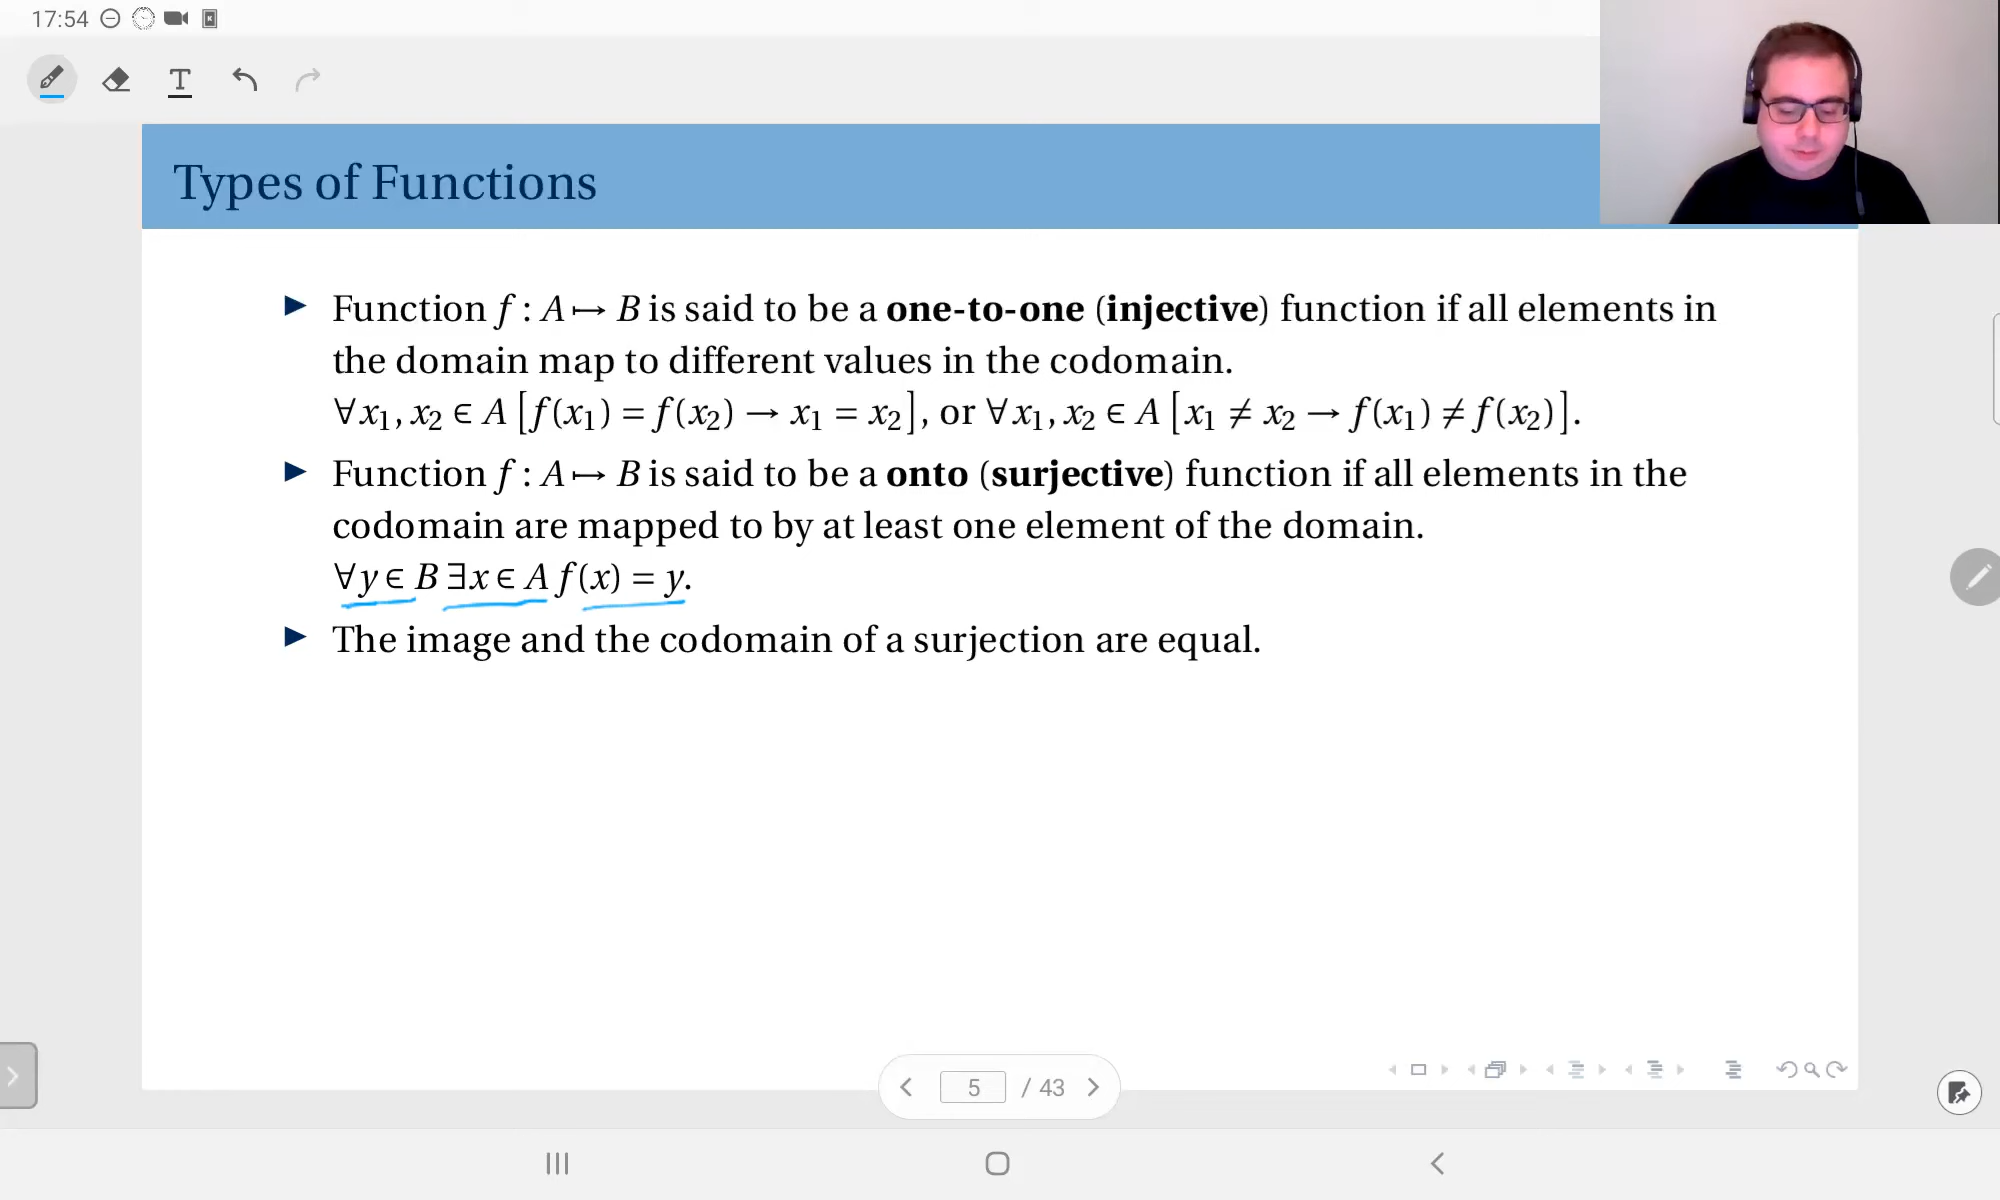 17:54
T
Types of Functions
▶ Function f : A ↦ B is said to be a one-to-one (injective) function if all elements in
the domain map to different values in the codomain.
∀x₁, x₂ ∈ A [f(x₁) = f(x₂) → x₁ = x₂], or ∀x₁, x₂ ∈ A [x₁ ≠ x₂ → f(x₁) ≠ f(x₂)].
▶ Function f : A ↦ B is said to be a onto (surjective) function if all elements in the
codomain are mapped to by at least one element of the domain.
∀y ∈ B ∃x ∈ A f(x) = y.
▶ The image and the codomain of a surjection are equal.
5 / 43